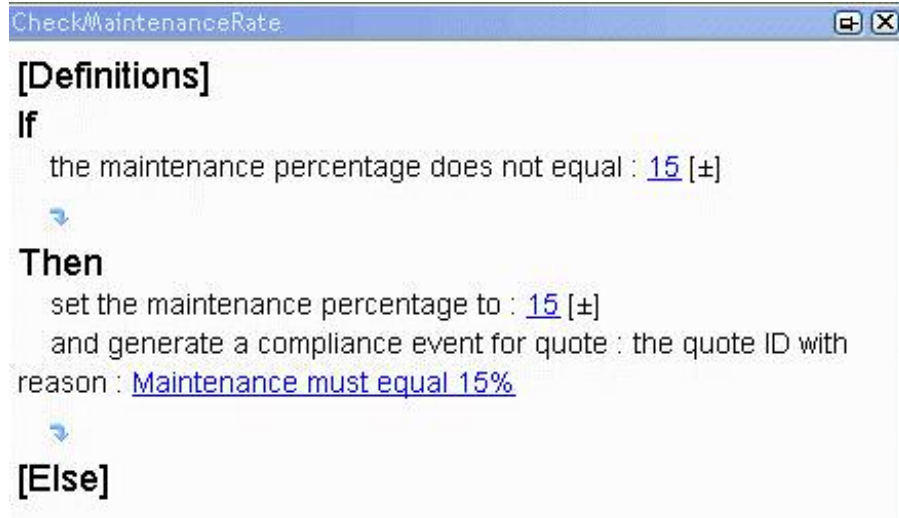 CheckMaintenanceRate
[Definitions]
If
the maintenance percentage does not equal : 15 [±]
Then
set the maintenance percentage to : 15 [±]
and generate a compliance event for quote : the quote ID with
reason : Maintenance must equal 15%
[Else]